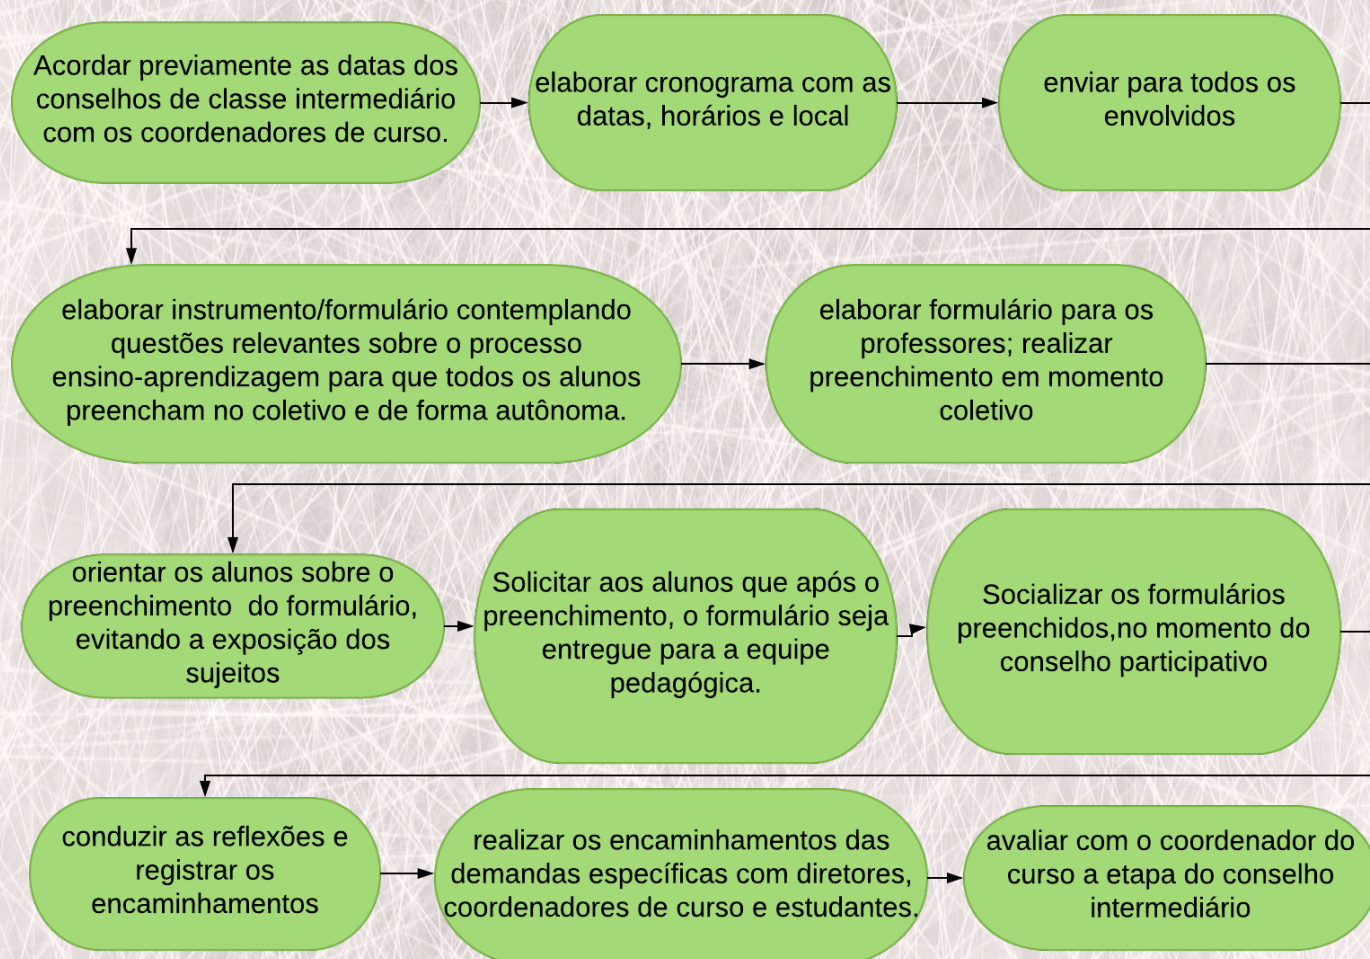 Acordar previamente as datas dos
conselhos de classe intermediário
com os coordenadores de curso.
elaborar cronograma com as
datas, horários e local
enviar para todos os
envolvidos
elaborar instrumento/formulário contemplando
questões relevantes sobre o processo
ensino-aprendizagem para que todos os alunos
preencham no coletivo e de forma autônoma.
elaborar formulário para os
professores; realizar
preenchimento em momento
coletivo
orientar os alunos sobre o
preenchimento  do formulário,
evitando a exposição dos
sujeitos
Solicitar aos alunos que após o
preenchimento, o formulário seja
entregue para a equipe
pedagógica.
Socializar os formulários
preenchidos,no momento do
conselho participativo
conduzir as reflexões e
registrar os
encaminhamentos
realizar os encaminhamentos das
demandas específicas com diretores,
coordenadores de curso e estudantes.
avaliar com o coordenador do
curso a etapa do conselho
intermediário